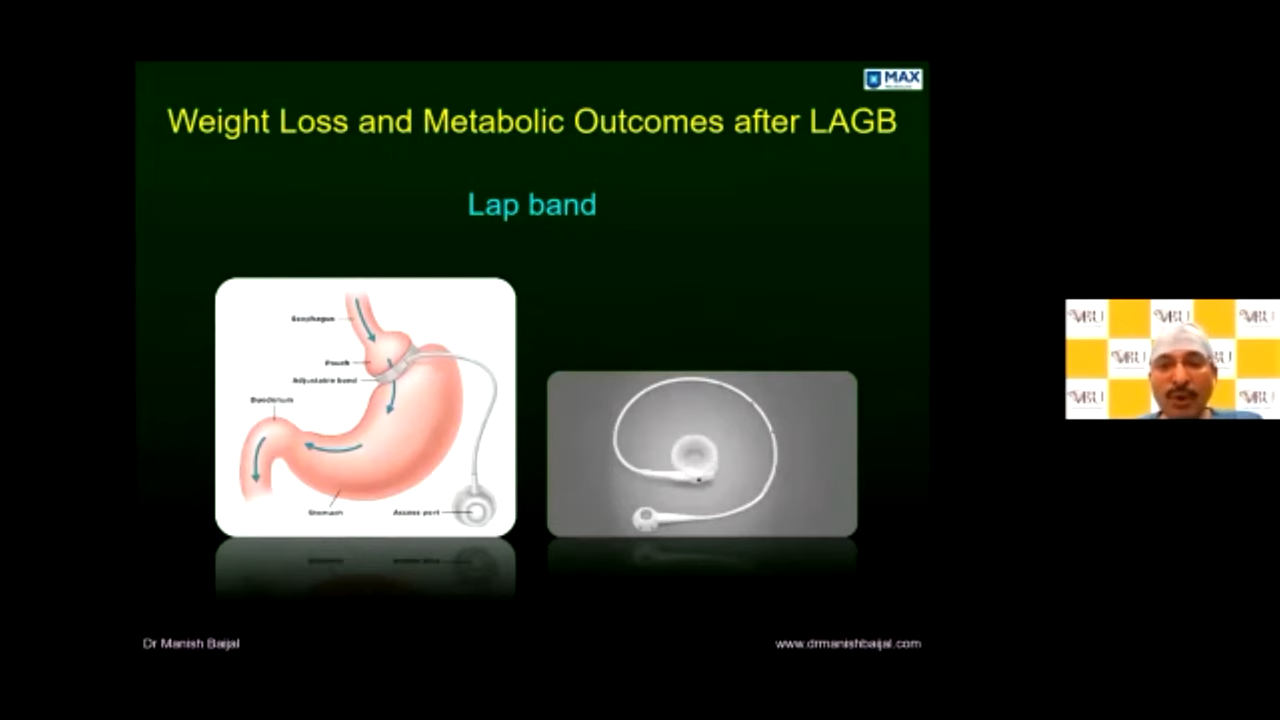 MAX
Weight Loss and Metabolic Outcomes after LAGB
Lap band
Esophagus
Pouch
Adjustable band
Duodenum
Stomach
Access port
Dr Manish Baijal
www.drmanishbaijal.com